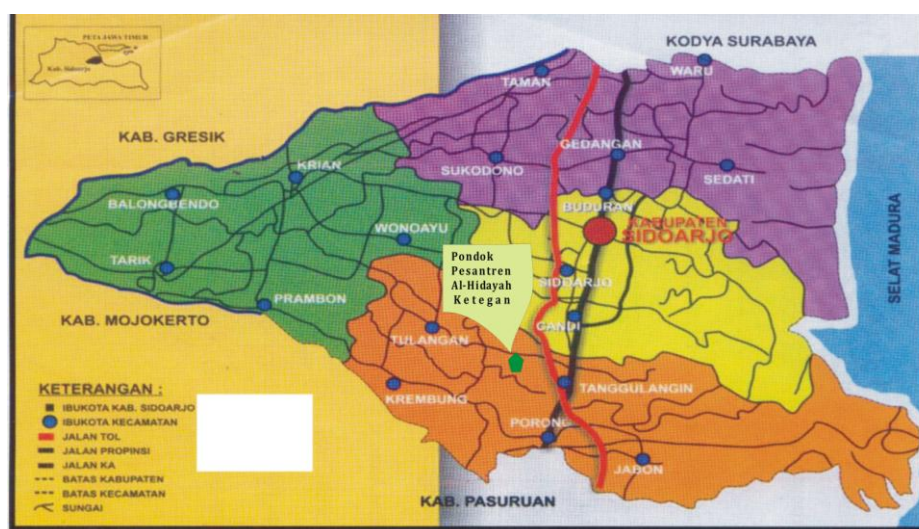 PETA JAWA TIMUR
Kab. Sidoarjo
KODYA SURABAYA
TAMAN
WARU
KAB. GRESIK
GEDANGAN
KRIAN
SUKODONO
SEDATI
BALONGBENDO
BUDURAN
KABUPATEN
SIDOARJO
WONOAYU
Pondok
Pesantren
Al-Hidayah
Ketegan
TARIK
SIDOARJO
SELAT MADURA
PRAMBON
KAB. MOJOKERTO
CANDI
TULANGAN
KREMBUNG
TANGGULANGIN
PORONG
JABON
KAB. PASURUAN
KETERANGAN :
IBUKOTA KAB. SIDOARJO
IBUKOTA KECAMATAN
JALAN TOL
JALAN PROPINSI
JALAN KA
BATAS KABUPATEN
BATAS KECAMATAN
SUNGAI